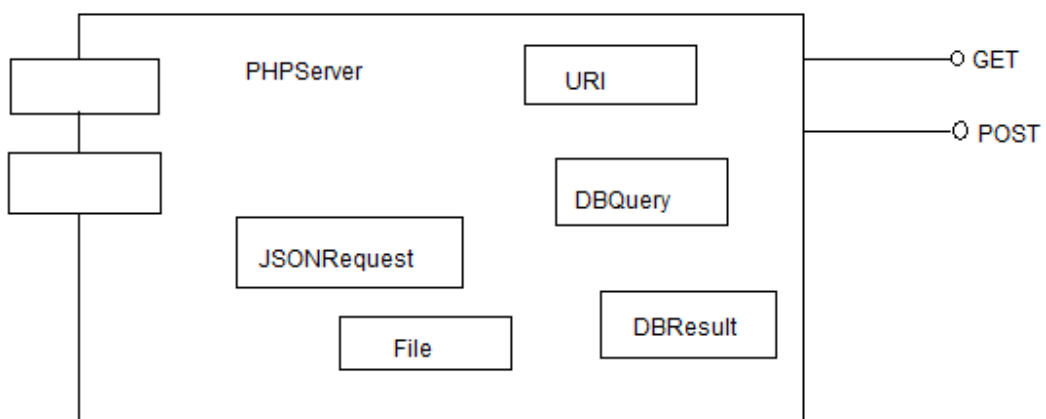 PHPServer
URI
GET
POST
DBQuery
JSONRequest
DBResult
File